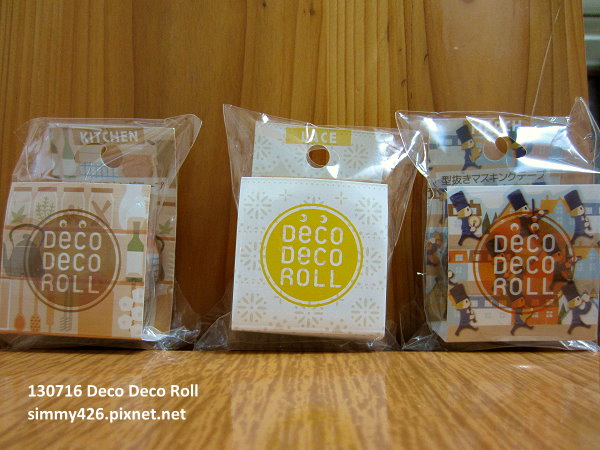 KITCHEN
DECO
DECO
ROLL
LACE
DECO
DECO
ROLL
型抜きマスキングテープ
DECO
DECO
ROLL
130716 Deco Deco Roll
simmy426.pixnet.net